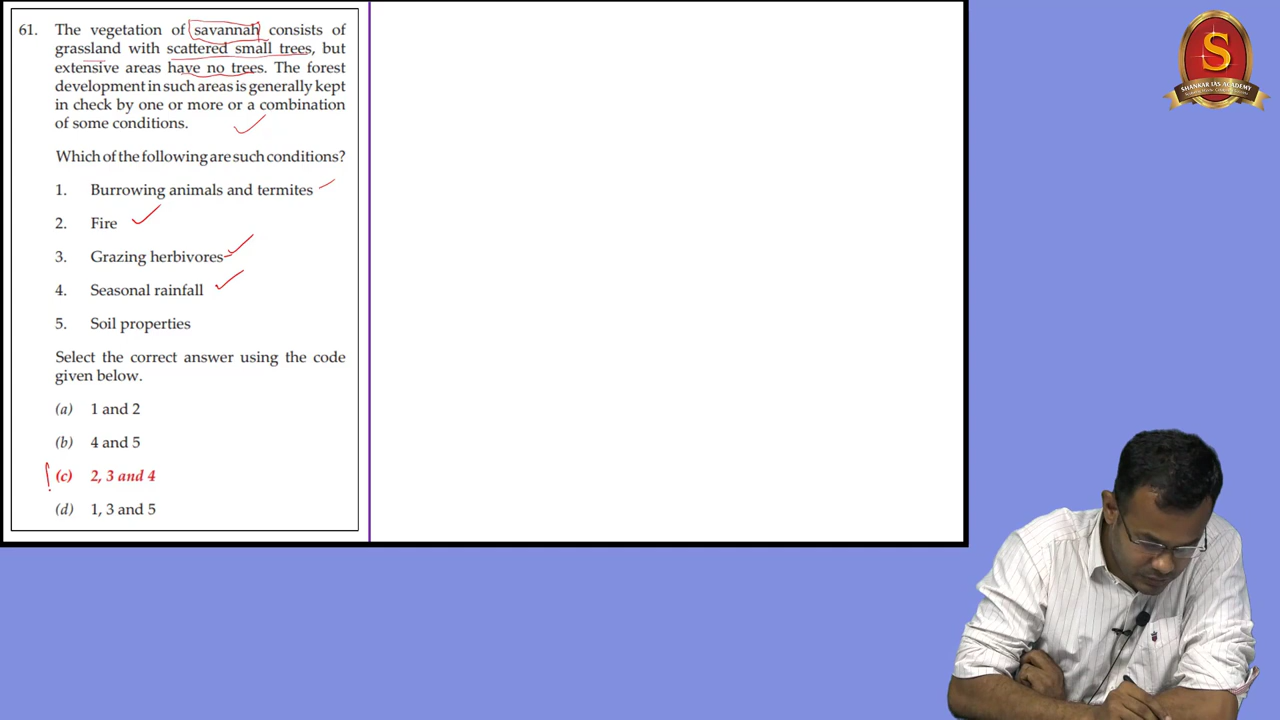 61. The vegetation of savannah consists of
grassland with scattered small trees, but
extensive areas have no trees. The forest
development in such areas is generally kept
in check by one or more or a combination
of some conditions.
Which of the following are such conditions?
1. Burrowing animals and termites
2. Fire
3. Grazing herbivores
4. Seasonal rainfall
5. Soil properties
Select the correct answer using the code
given below.
(a) 1 and 2
(b) 4 and 5
(c) 2, 3 and 4
(d) 1, 3 and 5
S
SHANKAR IAS ACADEMY